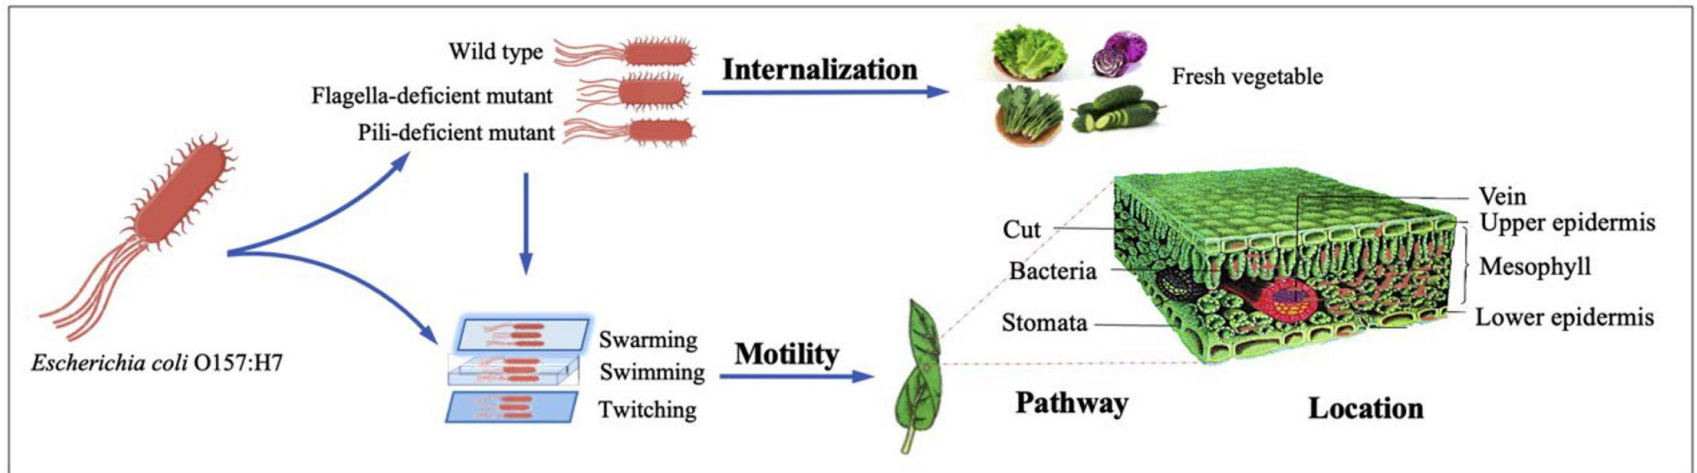 Wild type
Flagella-deficient mutant
Pili-deficient mutant
Internalization
Fresh vegetable
Escherichia coli O157:H7
Swarming
Swimming
Twitching
Motility
Cut
Bacteria
Stomata
Vein
Upper epidermis
Mesophyll
Lower epidermis
Pathway
Location